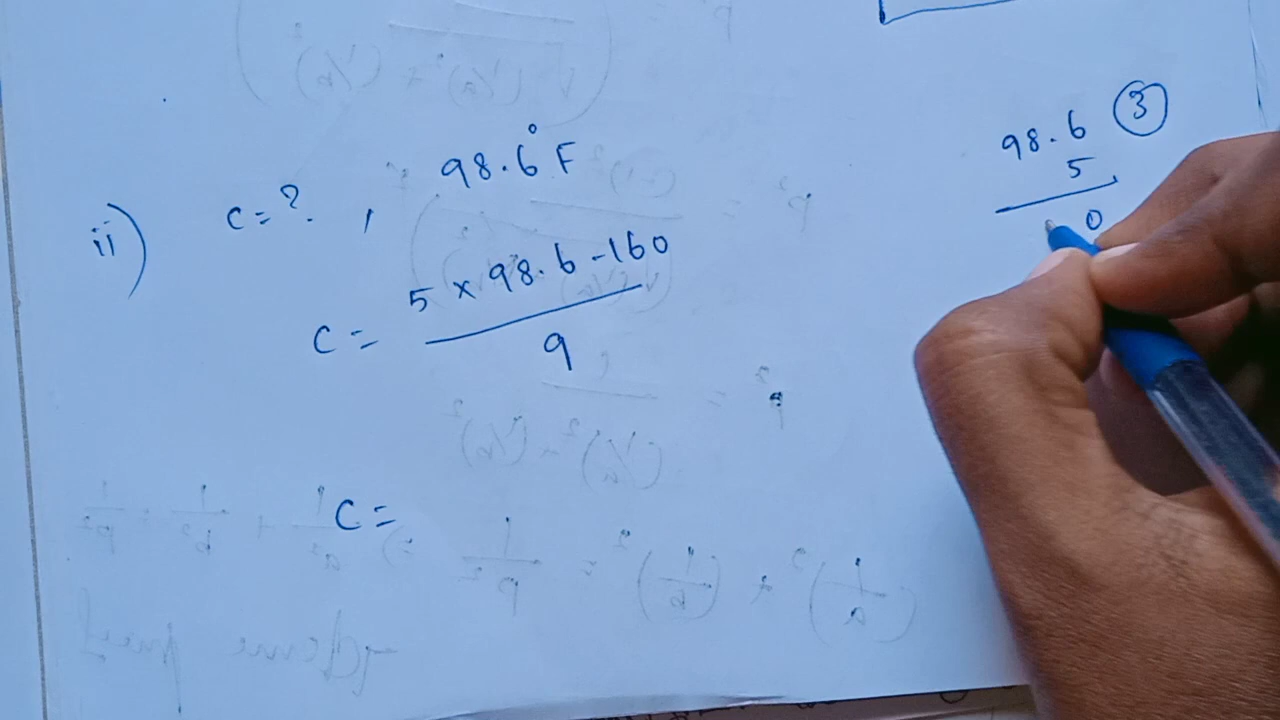 98.6 ③
5
0
98.6° F
ii) C = ? ,
C = 5 × 98.6 - 160 / 9
C =